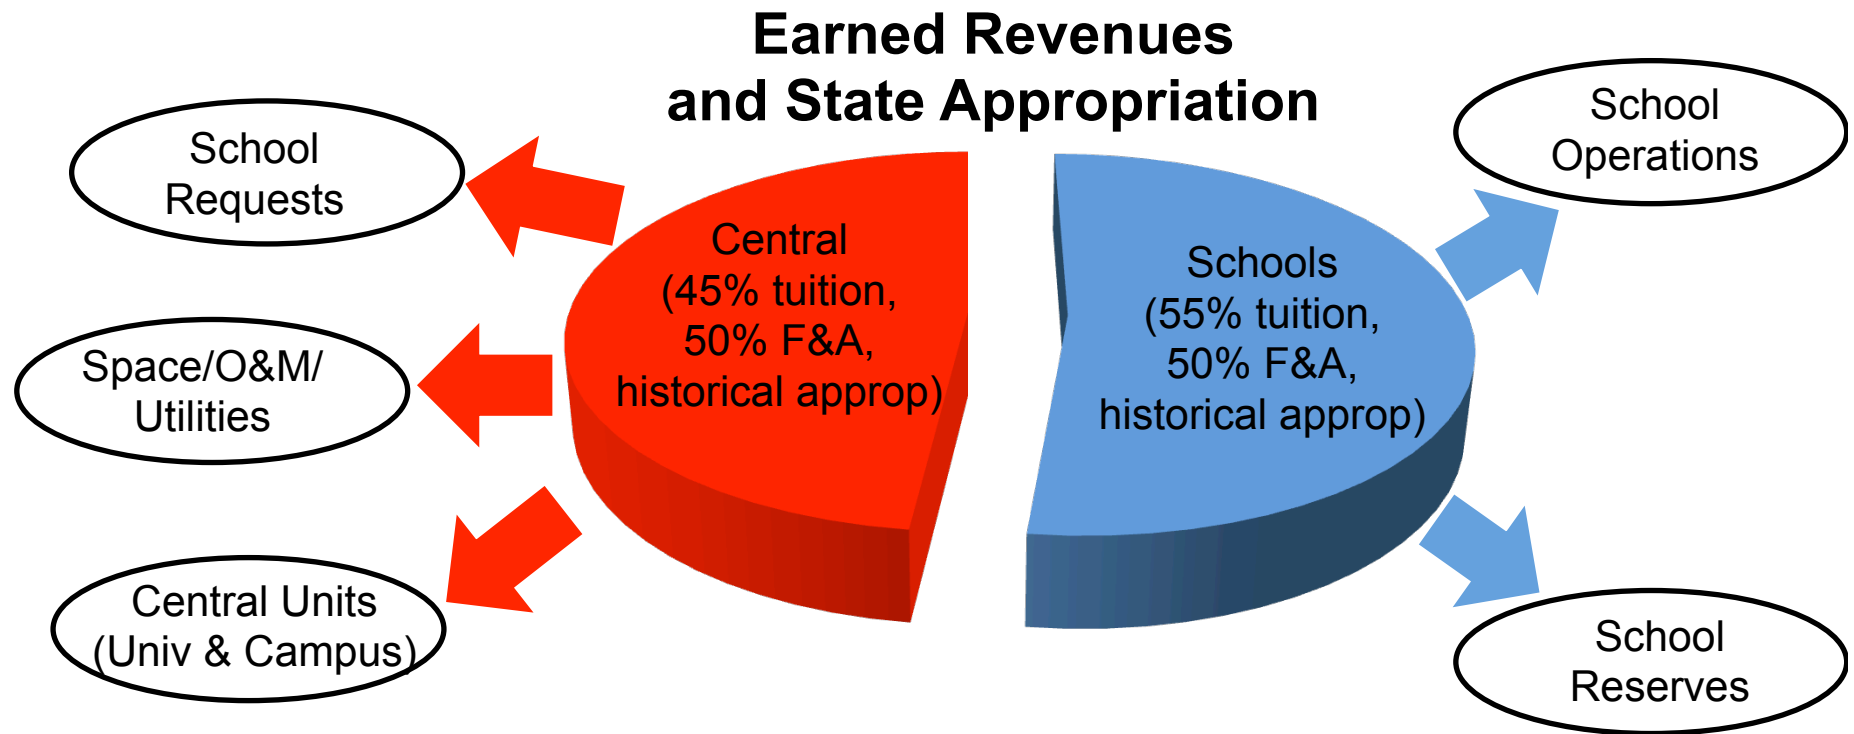 Earned Revenues
and State Appropriation
School
Requests
Space/O&M/
Utilities
Central Units
(Univ & Campus)
Central
(45% tuition,
50% F&A,
historical approp)
Schools
(55% tuition,
50% F&A,
historical approp)
School
Operations
School
Reserves